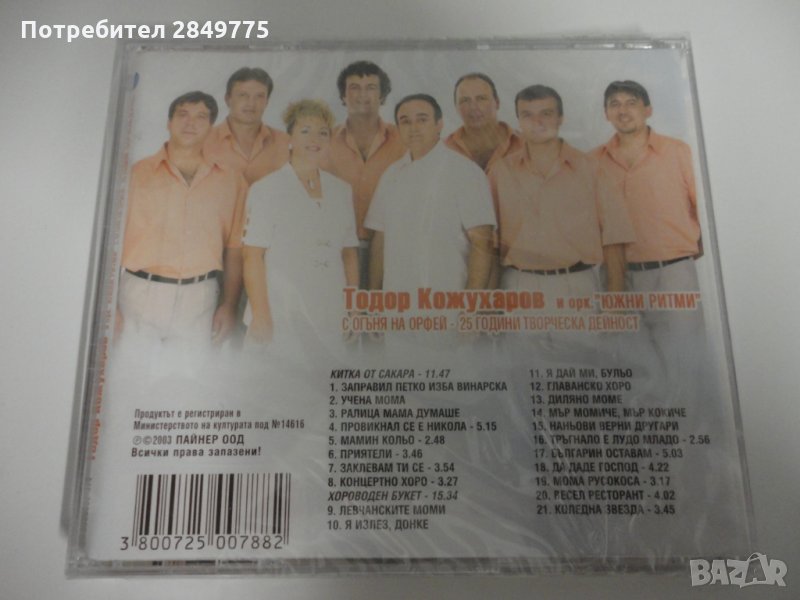 Потребител 2849775
Тодор Кожухаров и орк. "ЮЖНИ РИТМИ"
С ОГЪНЯ НА ОРФЕЙ - 25 ГОДИНИ ТВОРЧЕСКА ДЕЙНОСТ
КИТКА ОТ САКАРА - 11.47
1. ЗАПРАВИЛ ПЕТКО ИЗБА ВИНАРСКА
2. УЧЕНА МОМА
3. РАЛИЦА МАМА ДУМАШЕ
4. ПРОВИКНАЛ СЕ Е НИКОЛА - 5.15
5. МАМИН КОЛЬО - 2.48
6. ПРИЯТЕЛИ - 3.46
7. ЗАКЛЕВАМ ТИ СЕ - 3.54
8. КОНЦЕРТНО ХОРО - 3.27
ХОРОВОДЕН БУКЕТ - 15.34
9. ЛЕВЧАНСКИТЕ МОМИ
10. Я ИЗЛЕЗ, ДОНКЕ
11. Я ДАЙ МИ, БУЛЬО
12. ГЛАВАНСКО ХОРО
13. ДИЛЯНО МОМЕ
14. МЪР МОМИЧЕ, МЪР КОКИЧЕ
15. НАНЬОВИ ВЕРНИ ДРУГАРИ
16. ТРЪГНАЛО Е ЛУДО МЛАДО - 2.56
17. БЪЛГАРИН ОСТАВАМ - 5.03
18. ДА ДАДЕ ГОСПОД - 4.22
19. МОМА РУСОКОСА - 3.17
20. РЕСЕЛ РЕСТОРАНТ - 4.02
21. КОЛЕДНА ЗВЕЗДА - 3.45
Продуктът е регистриран в
Министерството на културата под №14616
℗©2003 ПАЙНЕР ООД
Всички права запазени!
3 800725 007882
Тодор Кожухаров
BAZAR